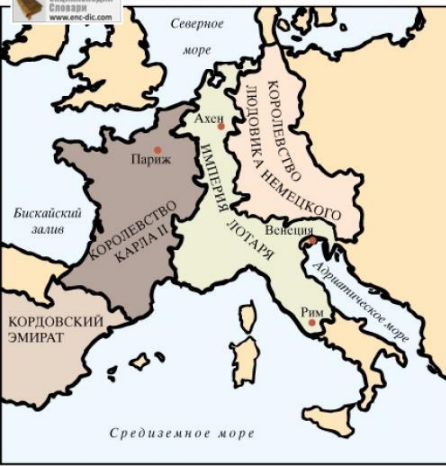 Словари
www.enc-dic.com
Северное
море
КОРОЛЕВСТВО
ЛЮДОВИКА НЕМЕЦКОГО
Ахен
Париж
ИМПЕРИЯ
ЛОТАРЯ
Бискайский
залив
КОРОЛЕВСТВО
КАРЛА II
Венеция
Адриатическое море
КОРДОВСКИЙ
ЭМИРАТ
Рим
Средиземное море